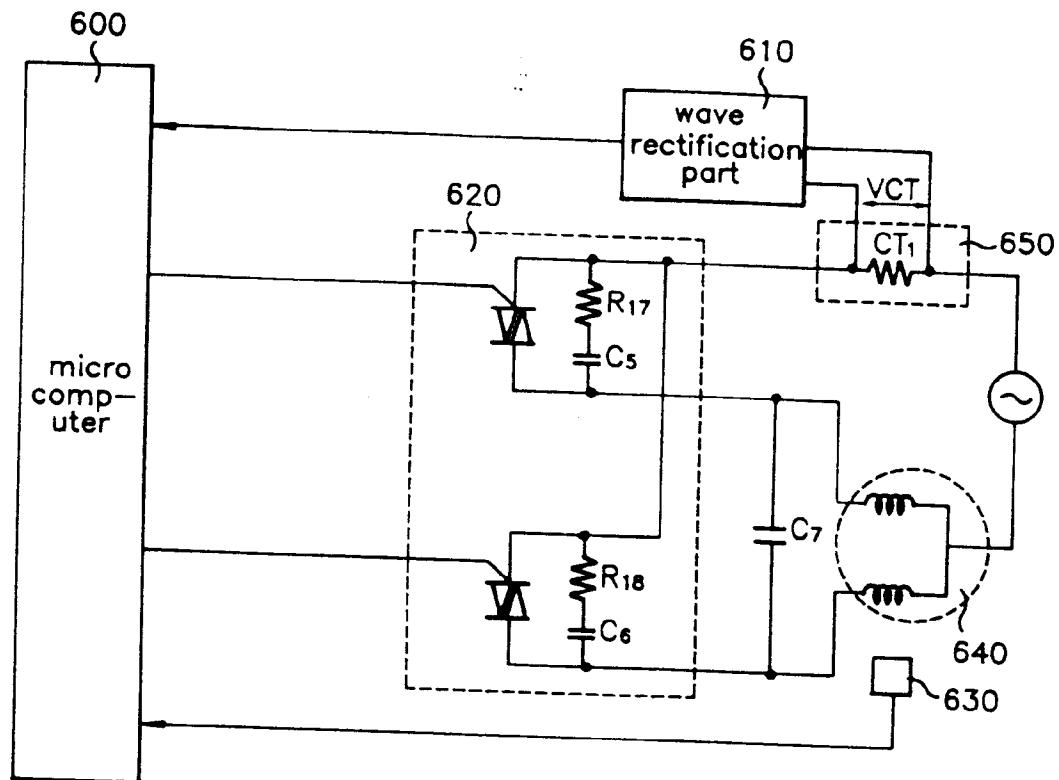 600
610
wave
rectification
part
VCT
620
CT1
650
R17
C5
micro
comp-
uter
C7
R18
C6
640
630